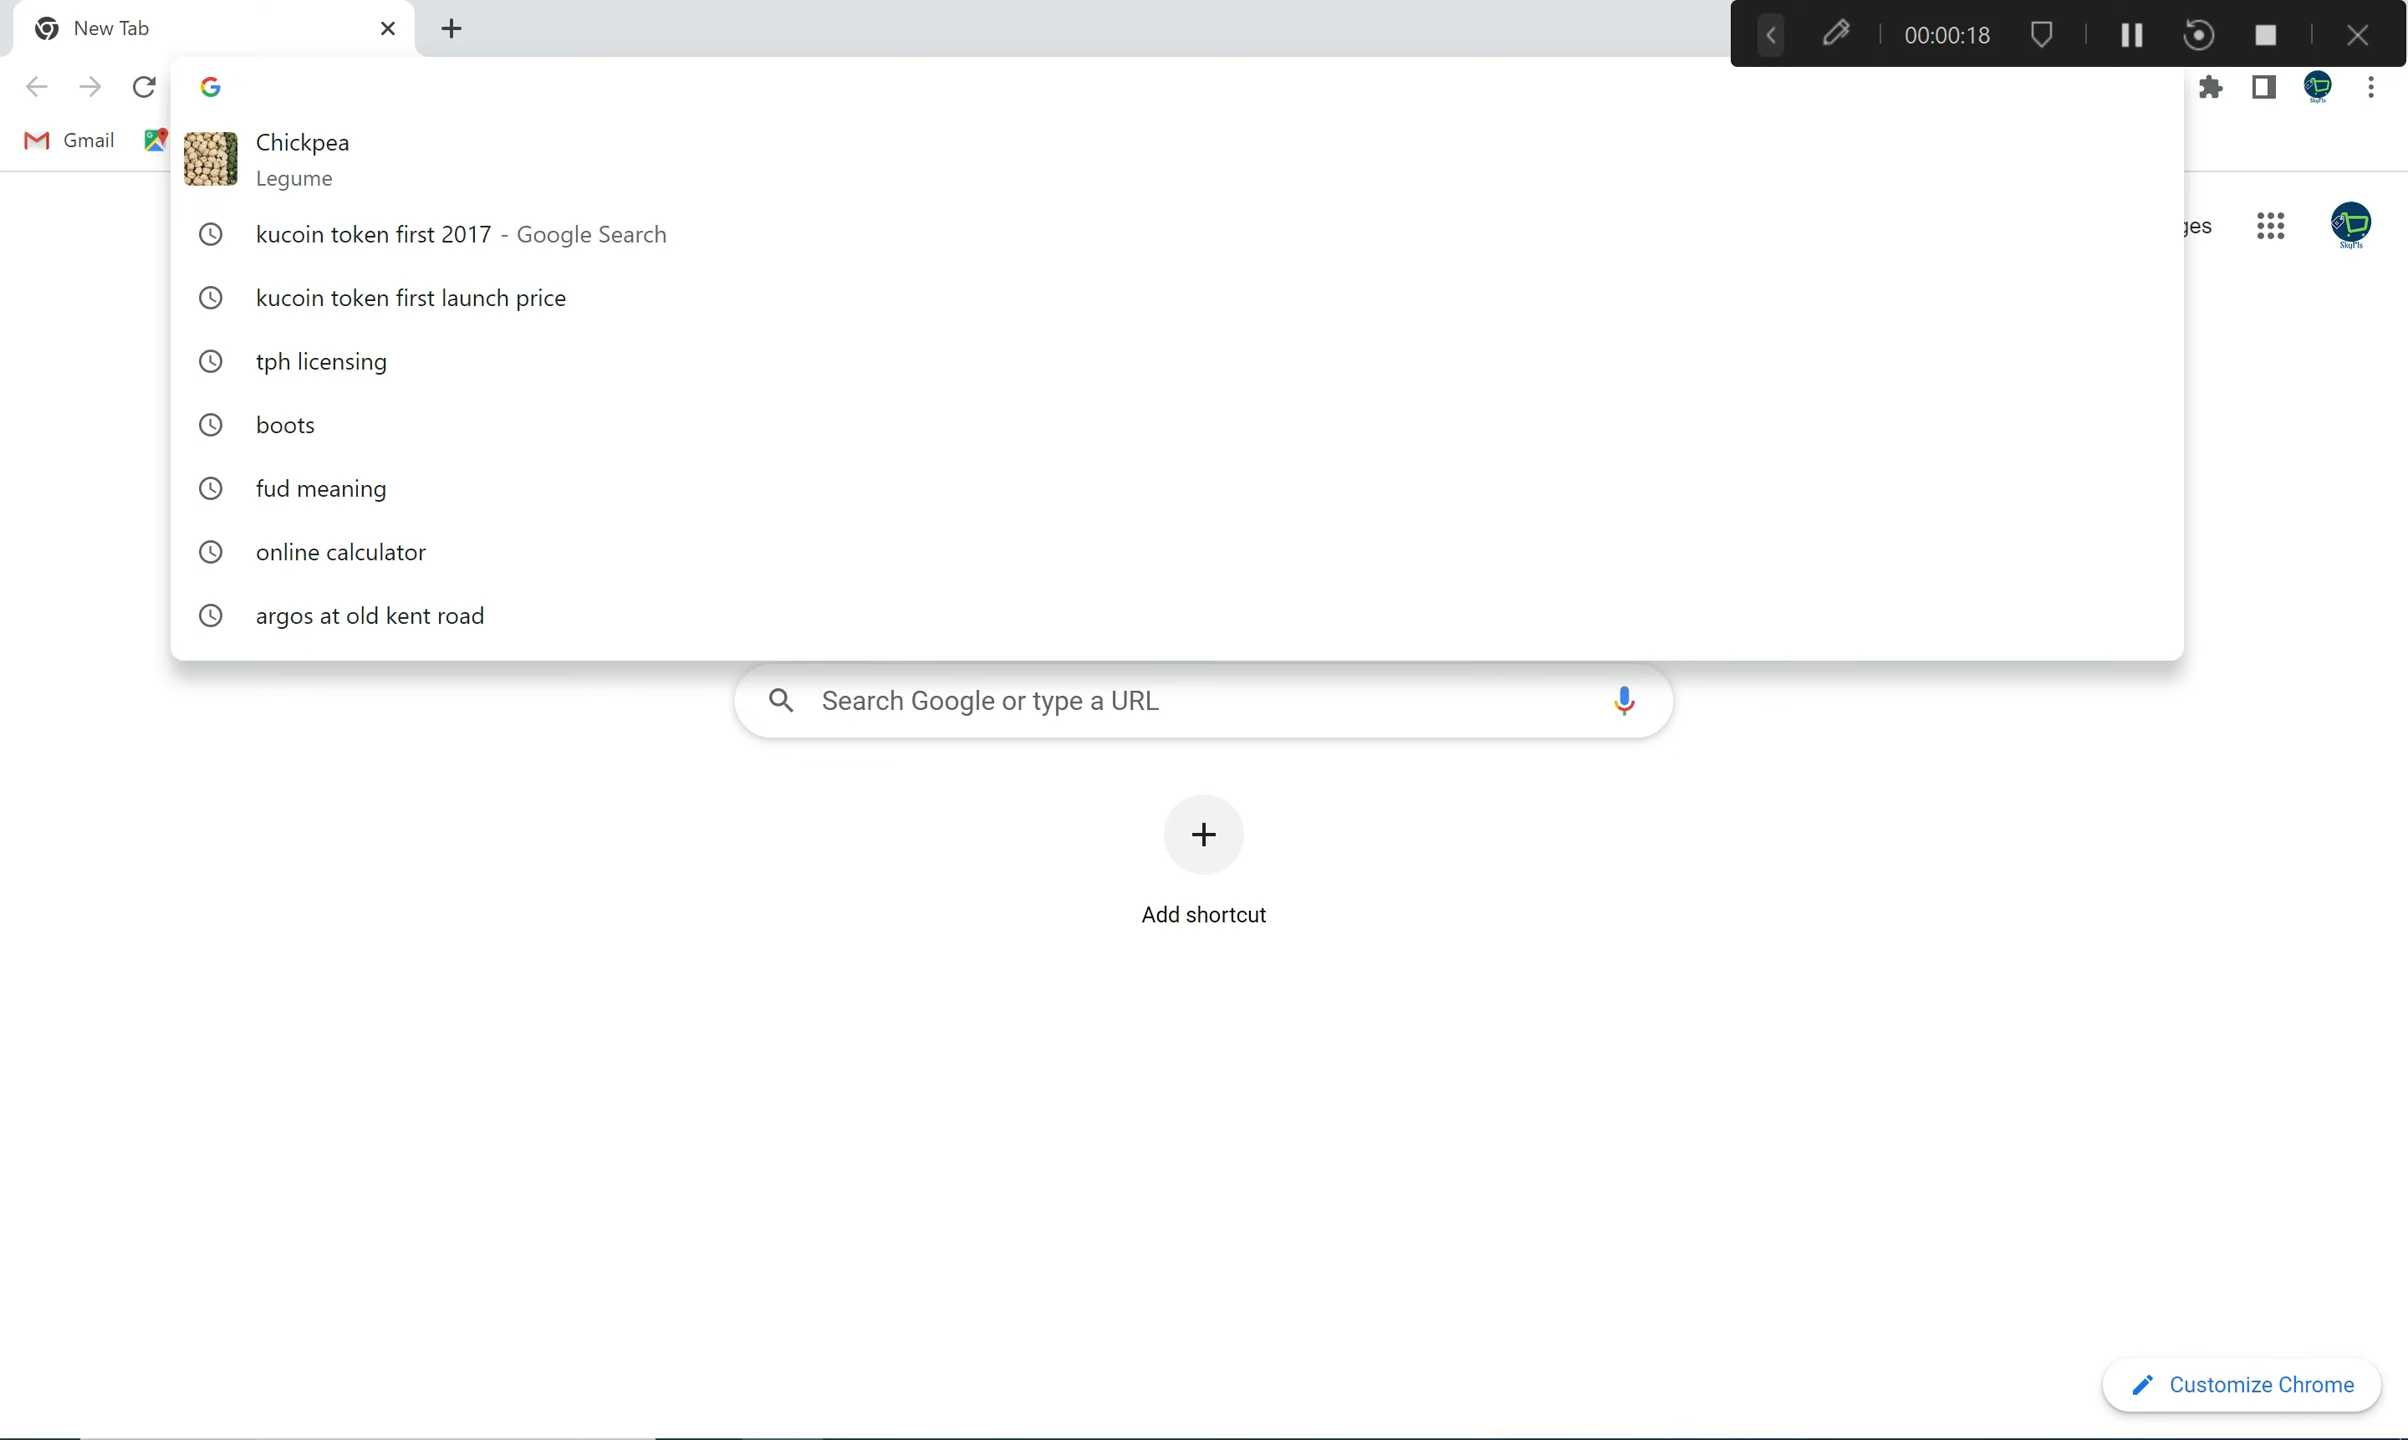 New Tab
00:00:18
Gmail
Chickpea
Legume
kucoin token first 2017 - Google Search
ges
kucoin token first launch price
tph licensing
boots
fud meaning
online calculator
argos at old kent road
Search Google or type a URL
Add shortcut
Customize Chrome